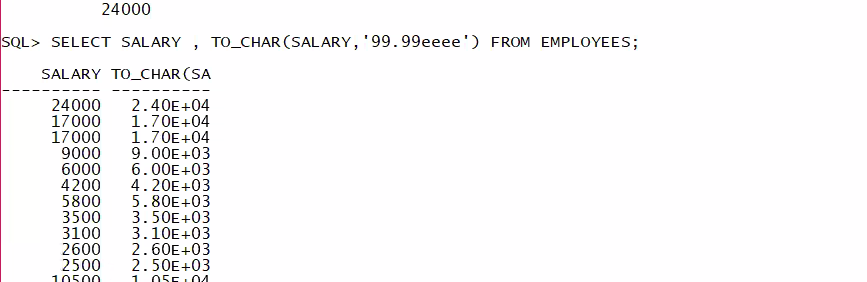 24000
SQL> SELECT SALARY , TO_CHAR(SALARY,'99.99eeee') FROM EMPLOYEES;
SALARY TO_CHAR(SA
---------- ----------
24000 2.40E+04
17000 1.70E+04
17000 1.70E+04
9000 9.00E+03
6000 6.00E+03
4200 4.20E+03
5800 5.80E+03
3500 3.50E+03
3100 3.10E+03
2600 2.60E+03
2500 2.50E+03
10500 1.05E+04